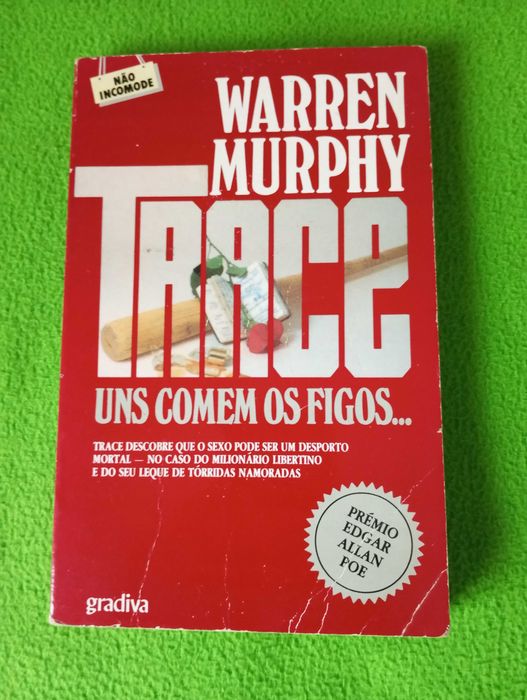 NÃO
INCOMODE
WARREN
MURPHY
TRACE
UNS COMEM OS FIGOS...
TRACE DESCOBRE QUE O SEXO PODE SER UM DESPORTO
MORTAL — NO CASO DO MILIONÁRIO LIBERTINO
E DO SEU LEQUE DE TÓRRIDAS NAMORADAS
PRÉMIO
EDGAR
ALLAN
POE
gradiva